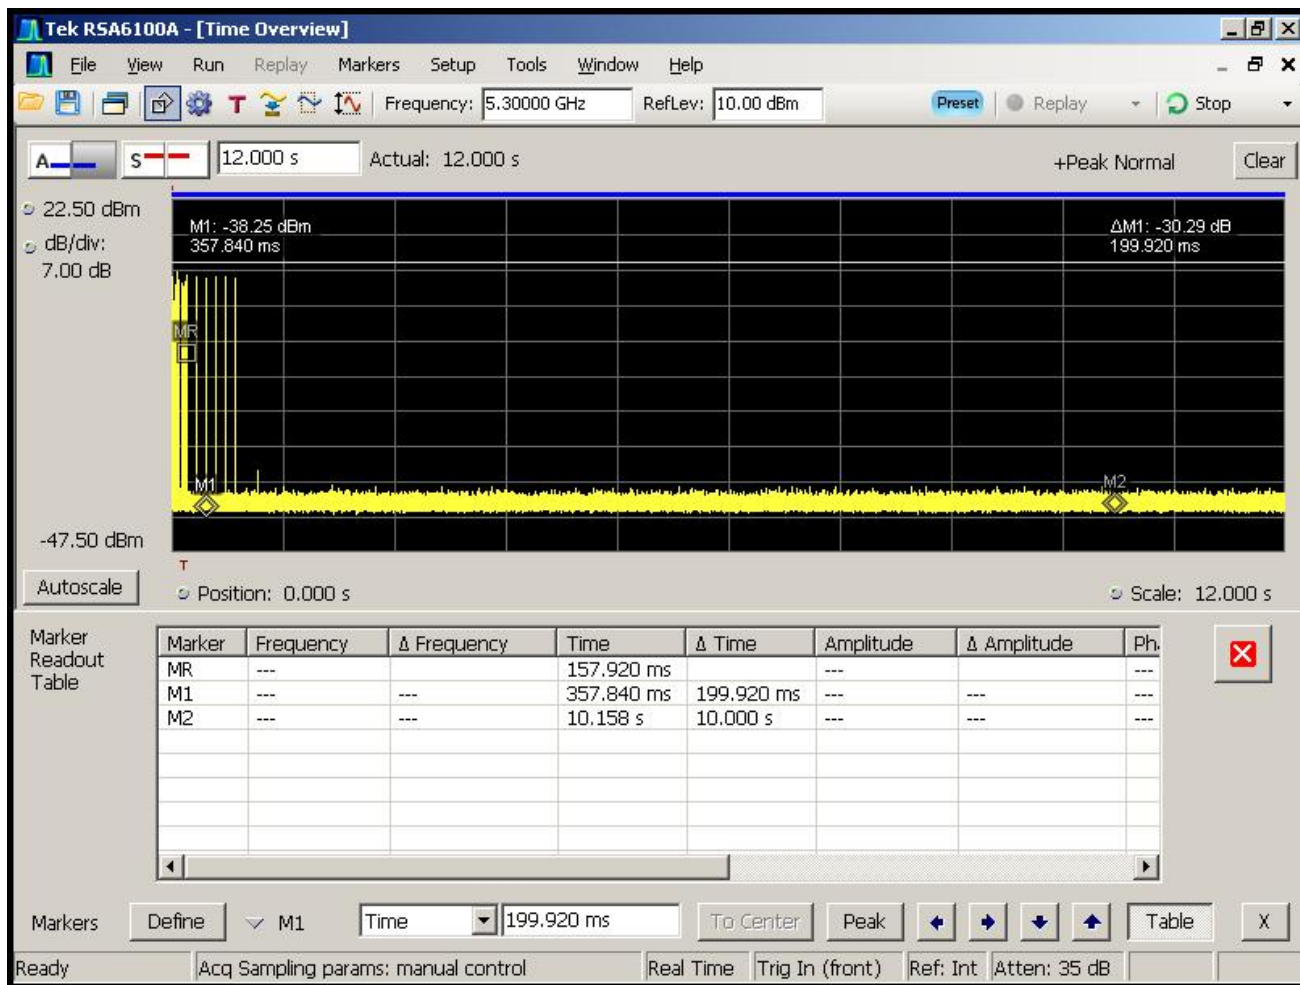 Tek RSA6100A - [Time Overview]
File View Run Replay Markers Setup Tools Window Help
T Frequency: 5.30000 GHz RefLev: 10.00 dBm Preset Replay Stop
A S 12.000 s Actual: 12.000 s +Peak Normal Clear
22.50 dBm
dB/div:
7.00 dB
M1: -38.25 dBm
357.840 ms
ΔM1: -30.29 dB
199.920 ms
MR
M1
M2
-47.50 dBm
T
Autoscale Position: 0.000 s Scale: 12.000 s
Marker
Readout
Table
Marker Frequency Δ Frequency Time Δ Time Amplitude Δ Amplitude Ph
MR --- 157.920 ms --- ---
M1 --- --- 357.840 ms 199.920 ms --- --- ---
M2 --- --- 10.158 s 10.000 s --- --- ---
Markers Define M1 Time 199.920 ms To Center Peak Table X
Ready Acq Sampling params: manual control Real Time Trig In (front) Ref: Int Atten: 35 dB